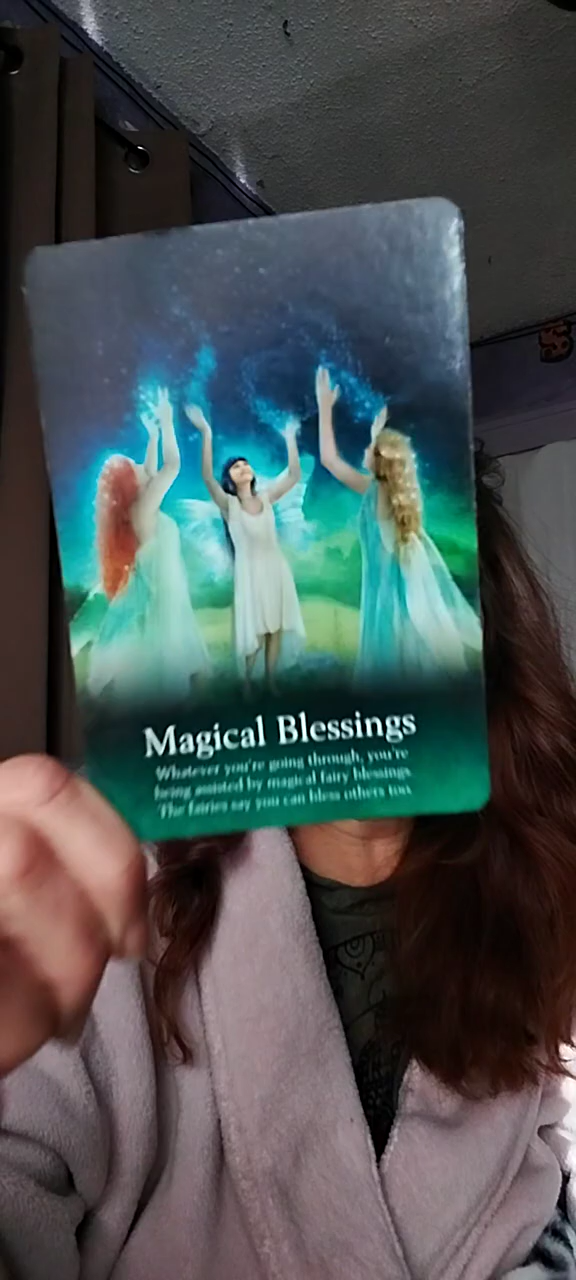 Magical Blessings
Whatever you're going through, you're
being assisted by magical fairy blessings.
The fairies say you can bless others too.